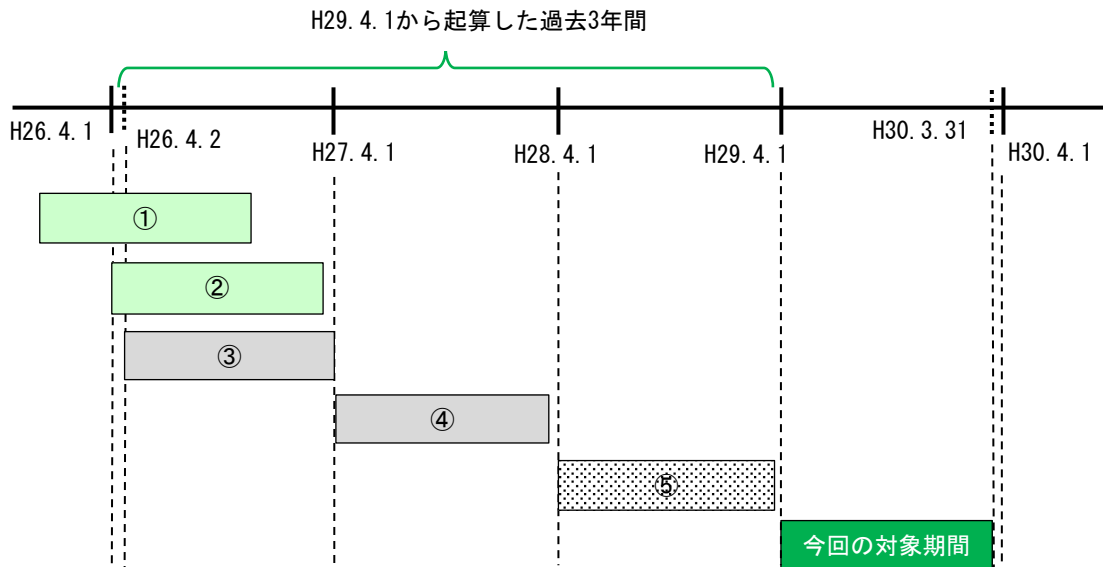 H29.4.1から起算した過去3年間
H26.4.1
H26.4.2
H27.4.1
H28.4.1
H29.4.1
H30.3.31
H30.4.1
①
②
③
④
⑤
今回の対象期間